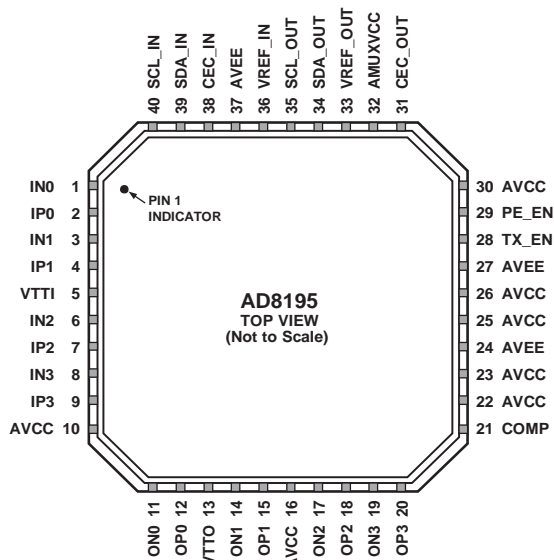 40 SCL_IN
39 SDA_IN
38 CEC_IN
37 AVEE
36 VREF_IN
35 SCL_OUT
34 SDA_OUT
33 VREF_OUT
32 AMUXVCC
31 CEC_OUT
IN0 1
IP0 2
IN1 3
IP1 4
VTTI 5
IN2 6
IP2 7
IN3 8
IP3 9
AVCC 10
PIN 1
INDICATOR
AD8195
TOP VIEW
(Not to Scale)
30 AVCC
29 PE_EN
28 TX_EN
27 AVEE
26 AVCC
25 AVCC
24 AVEE
23 AVCC
22 AVCC
21 COMP
ON0 11
OP0 12
VTTO 13
ON1 14
OP1 15
AVCC 16
ON2 17
OP2 18
ON3 19
OP3 20